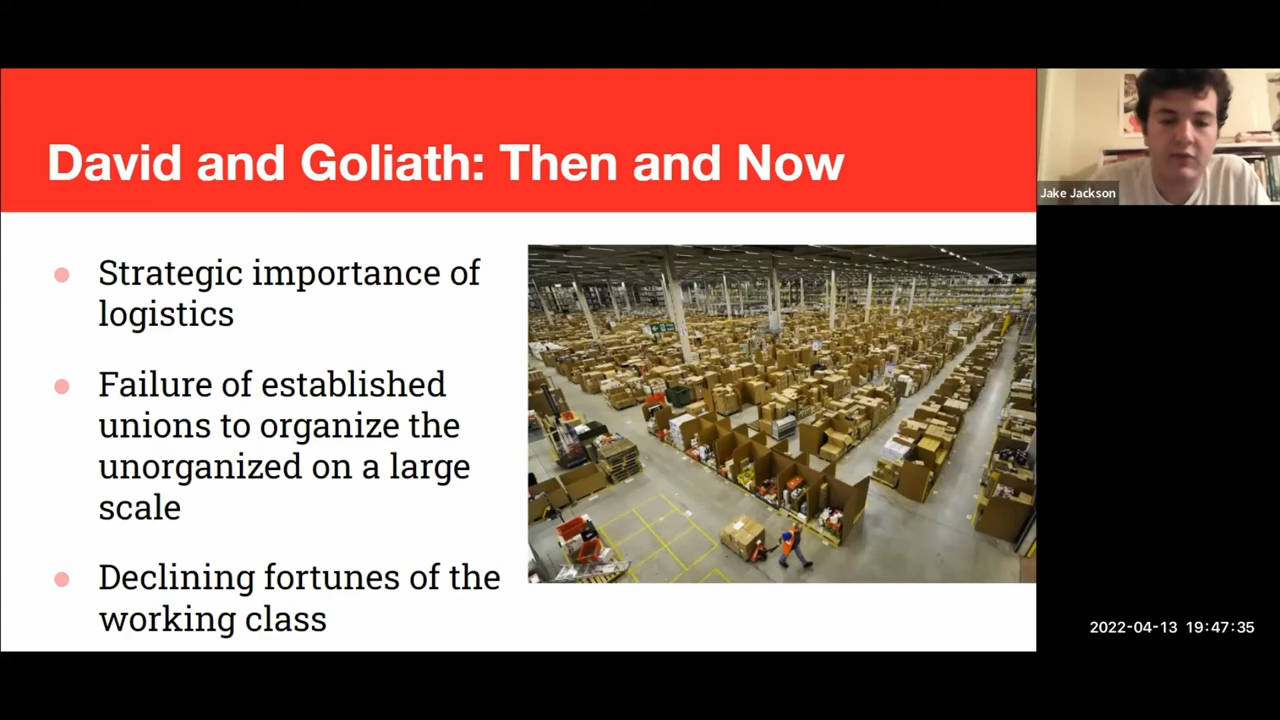 David and Goliath: Then and Now
Jake Jackson
Strategic importance of
logistics
Failure of established
unions to organize the
unorganized on a large
scale
Declining fortunes of the
working class
2022-04-13 19:47:35